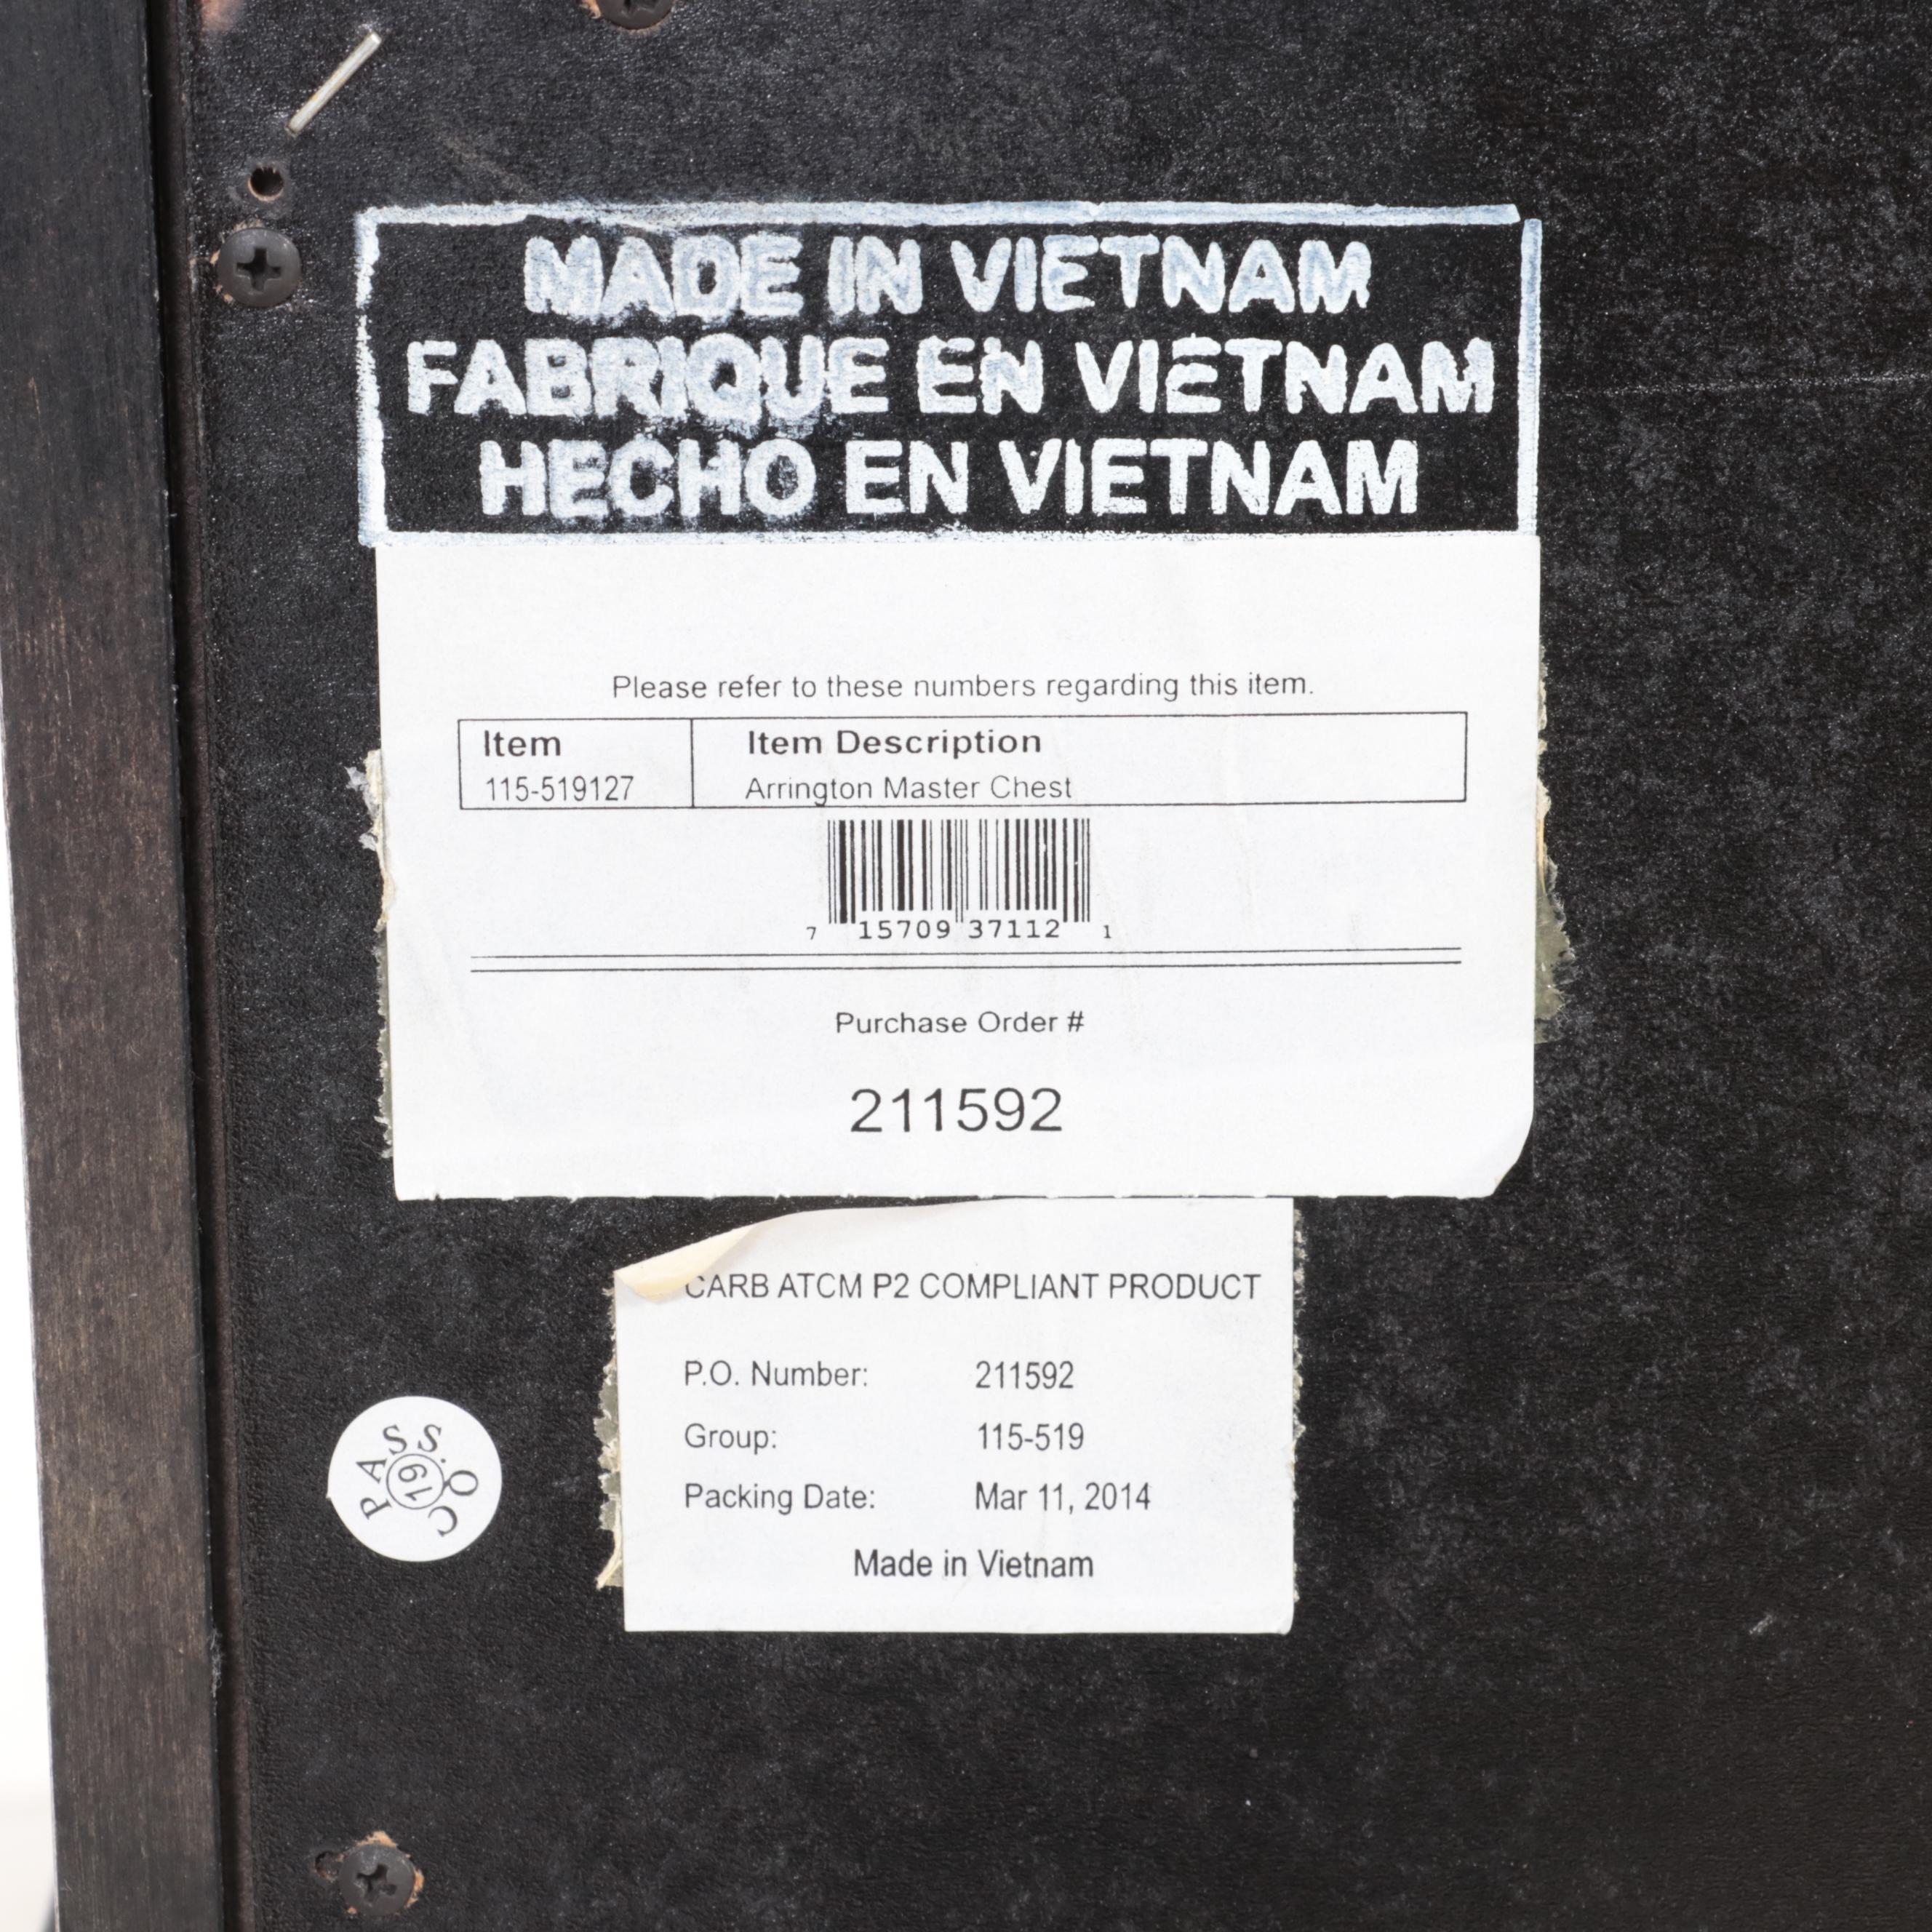 MADE IN VIETNAM
FABRIQUE EN VIETNAM
HECHO EN VIETNAM
Please refer to these numbers regarding this item.
Item Item Description
115-519127 Arrington Master Chest
7 15709 37112 1
Purchase Order #
211592
CARB ATCM P2 COMPLIANT PRODUCT
P.O. Number: 211592
Group: 115-519
Packing Date: Mar 11, 2014
Made in Vietnam
QC PASS.
19